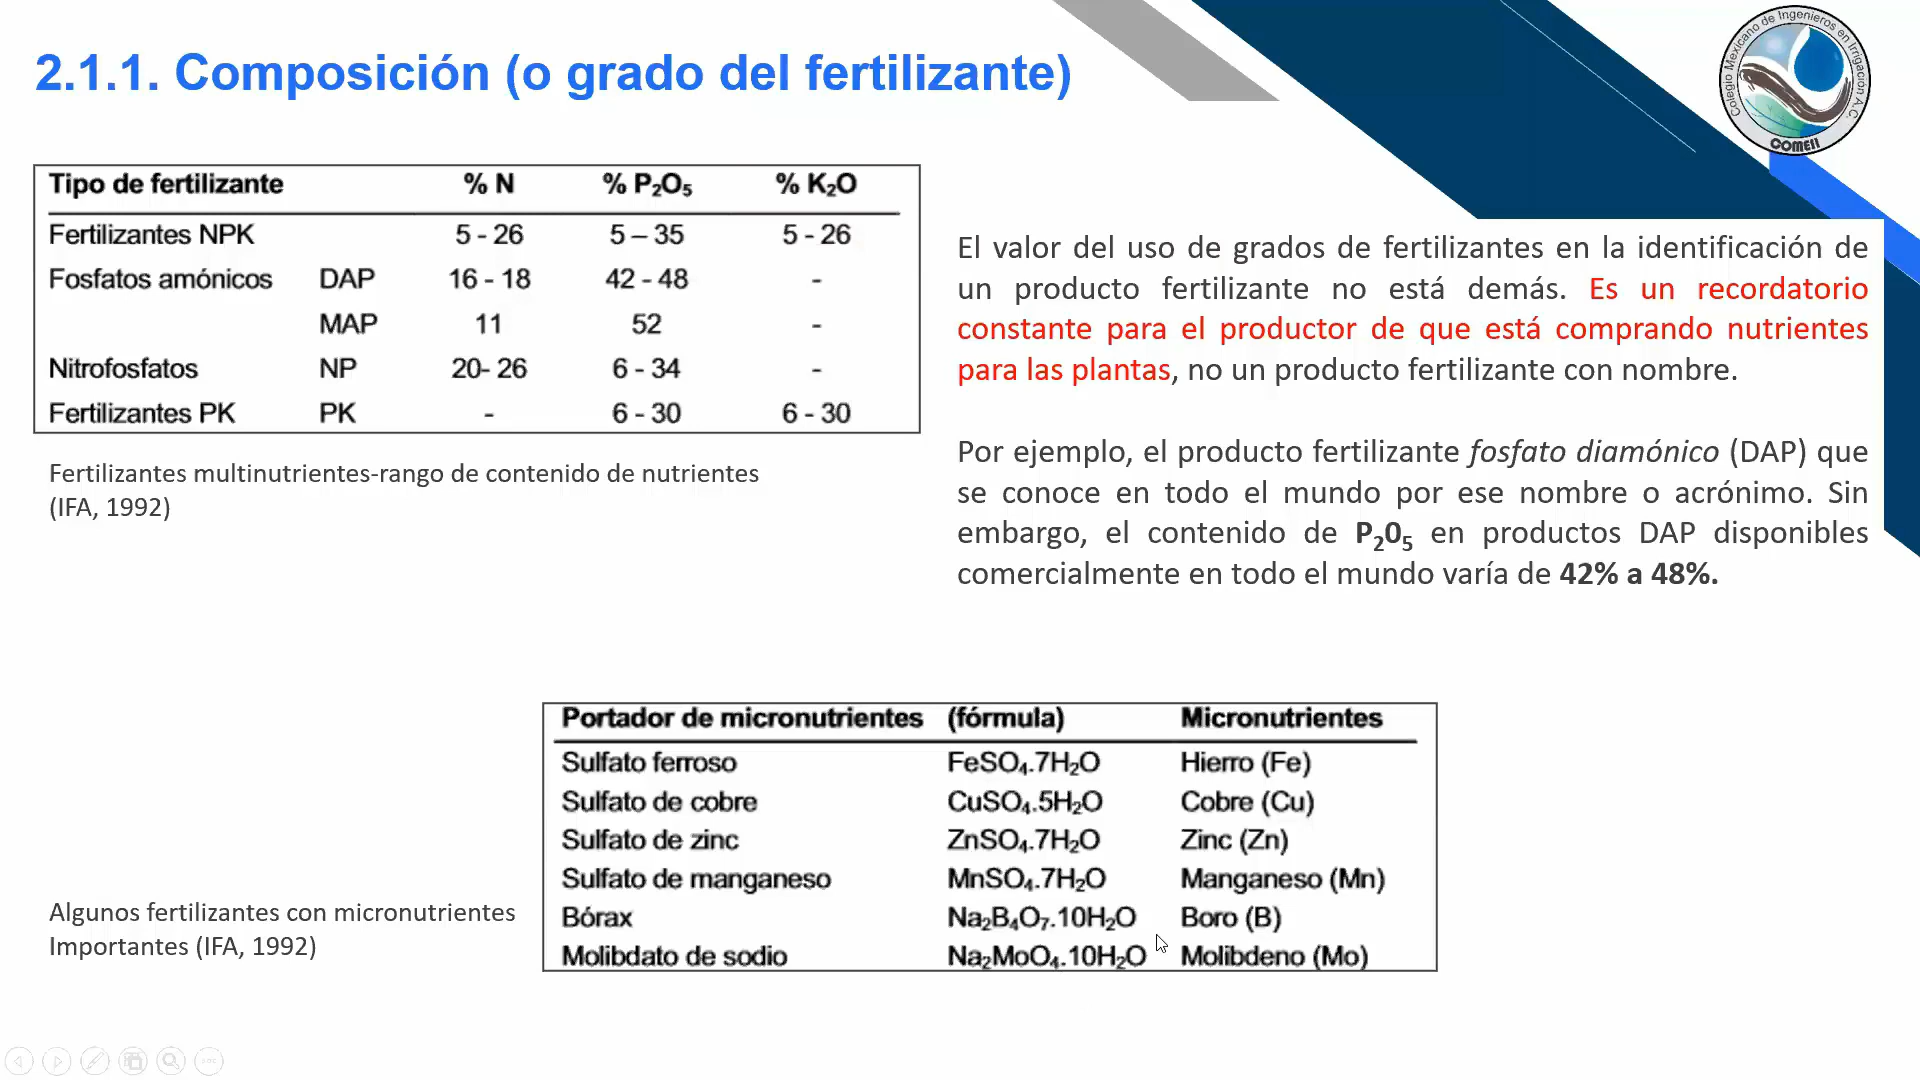 2.1.1. Composición (o grado del fertilizante)
Colegio Mexicano de Ingenieros en Irrigación A.C.
COMEII
Tipo de fertilizante % N % P₂O₅ % K₂O
Fertilizantes NPK 5 - 26 5 – 35 5 - 26
Fosfatos amónicos DAP 16 - 18 42 - 48 -
MAP 11 52 -
Nitrofosfatos NP 20- 26 6 - 34 -
Fertilizantes PK PK - 6 - 30 6 - 30
Fertilizantes multinutrientes-rango de contenido de nutrientes
(IFA, 1992)
El valor del uso de grados de fertilizantes en la identificación de
un producto fertilizante no está demás. Es un recordatorio
constante para el productor de que está comprando nutrientes
para las plantas, no un producto fertilizante con nombre.
Por ejemplo, el producto fertilizante fosfato diamónico (DAP) que
se conoce en todo el mundo por ese nombre o acrónimo. Sin
embargo, el contenido de P₂0₅ en productos DAP disponibles
comercialmente en todo el mundo varía de 42% a 48%.
Portador de micronutrientes (fórmula) Micronutrientes
Sulfato ferroso FeSO₄.7H₂O Hierro (Fe)
Sulfato de cobre CuSO₄.5H₂O Cobre (Cu)
Sulfato de zinc ZnSO₄.7H₂O Zinc (Zn)
Sulfato de manganeso MnSO₄.7H₂O Manganeso (Mn)
Bórax Na₂B₄O₇.10H₂O Boro (B)
Molibdato de sodio Na₂MoO₄.10H₂O Molibdeno (Mo)
Algunos fertilizantes con micronutrientes
Importantes (IFA, 1992)